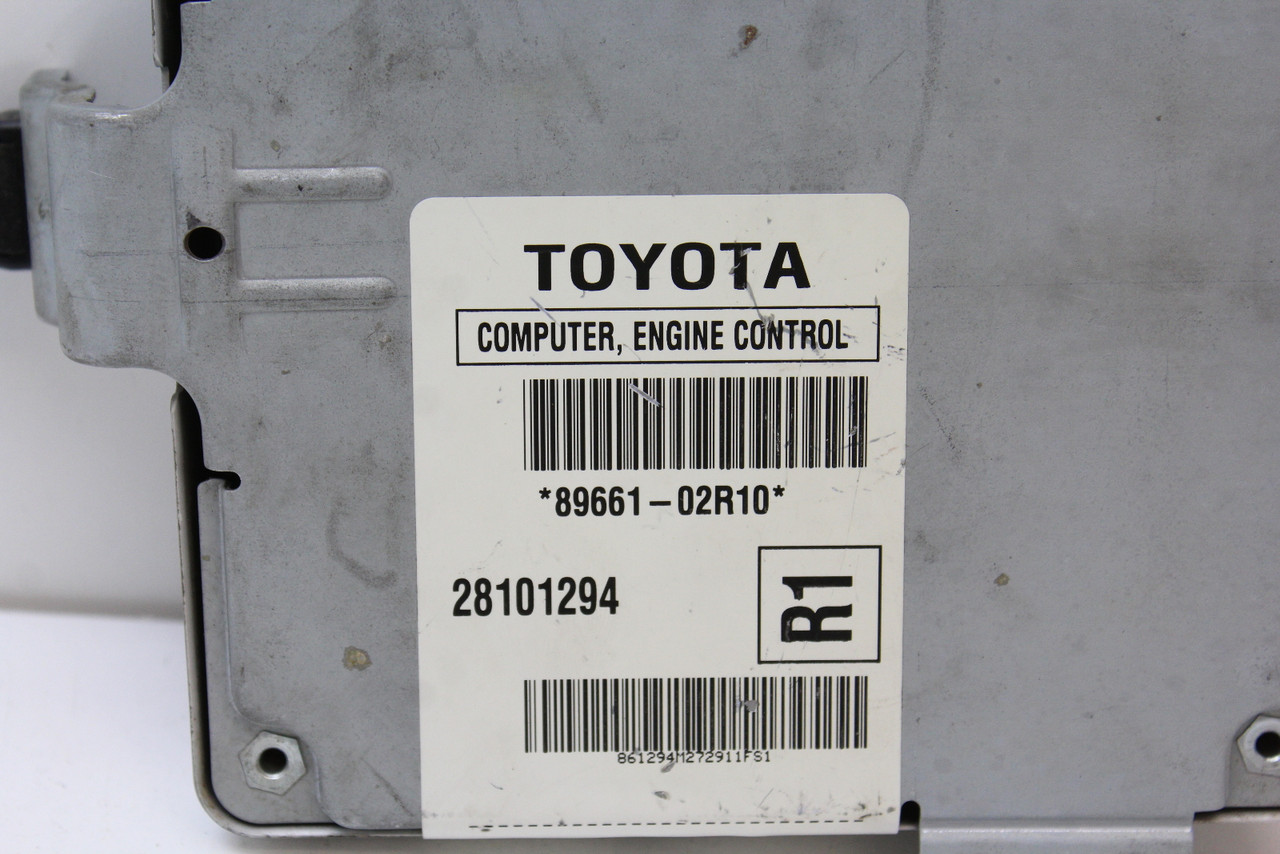 TOYOTA
COMPUTER, ENGINE CONTROL
*89661-02R10*
28101294
R1
861294M272911FS1